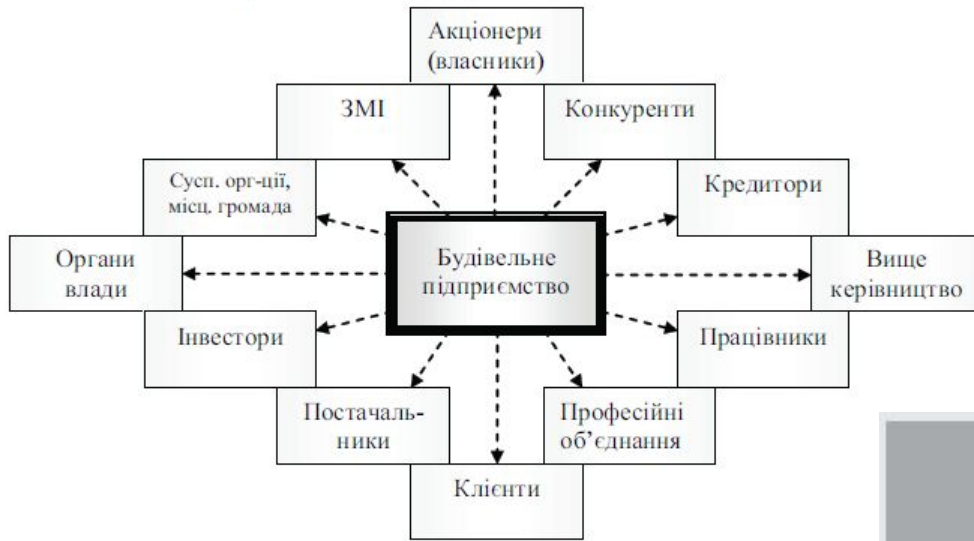 Акціонери
(власники)
ЗМІ
Конкуренти
Сусп. орг-ції,
місц. громада
Кредитори
Органи
влади
Будівельне
підприємство
Вище
керівництво
Інвестори
Працівники
Постачаль-
ники
Професійні
об’єднання
Клієнти